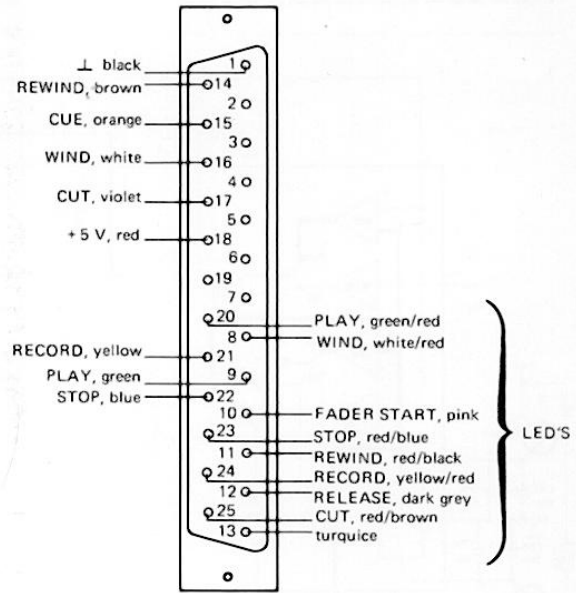 ⊥ black
1
REWIND, brown
14
2
CUE, orange
15
3
WIND, white
16
4
CUT, violet
17
5
+5 V, red
18
6
19
7
20
PLAY, green/red
8
WIND, white/red
RECORD, yellow
21
PLAY, green
9
STOP, blue
22
10
FADER START, pink
23
STOP, red/blue
LED'S
11
REWIND, red/black
24
RECORD, yellow/red
12
RELEASE, dark grey
25
CUT, red/brown
13
turquice